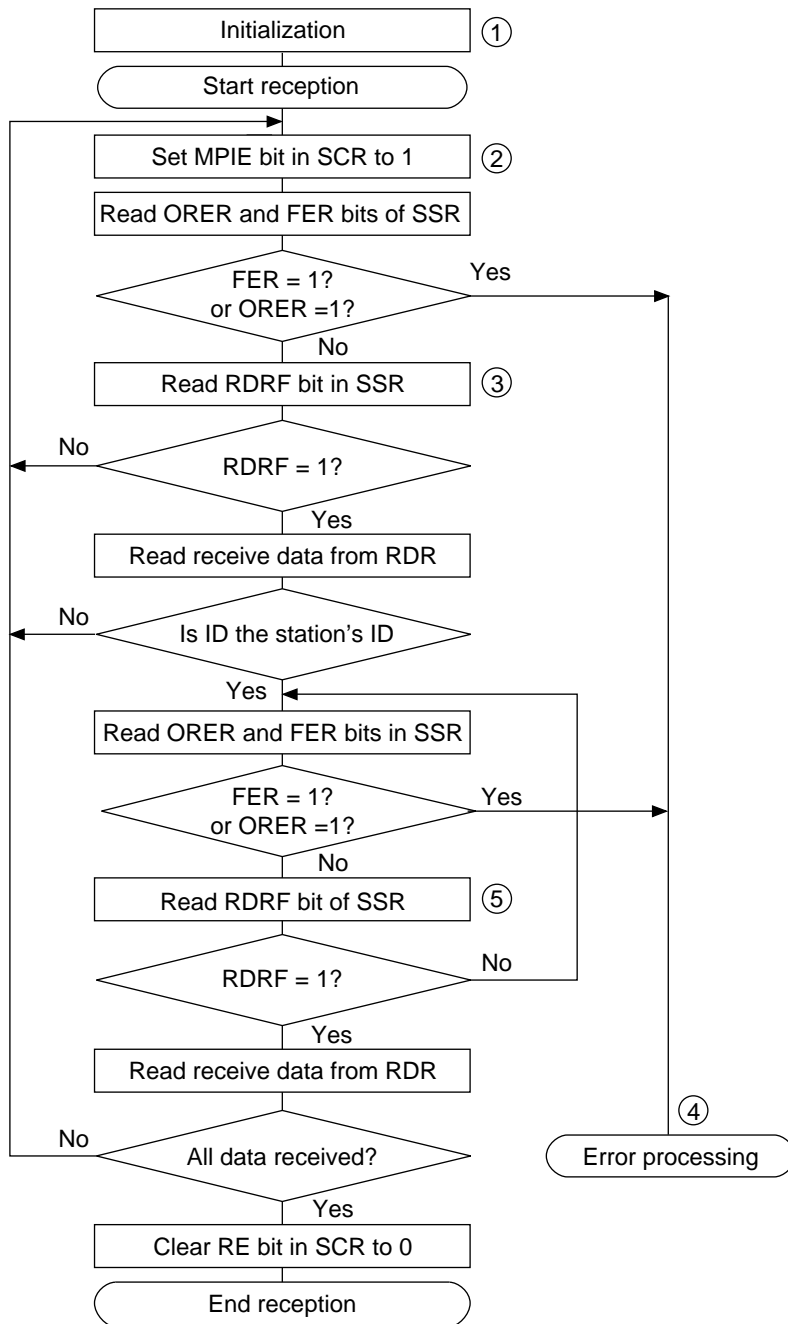 Initialization
①
Start reception
Set MPIE bit in SCR to 1
②
Read ORER and FER bits of SSR
FER = 1?
or ORER =1?
Yes
No
Read RDRF bit in SSR
③
No
RDRF = 1?
Yes
Read receive data from RDR
No
Is ID the station's ID
Yes
Read ORER and FER bits in SSR
FER = 1?
or ORER =1?
Yes
No
Read RDRF bit of SSR
⑤
RDRF = 1?
No
Yes
Read receive data from RDR
④
No
All data received?
Error processing
Yes
Clear RE bit in SCR to 0
End reception